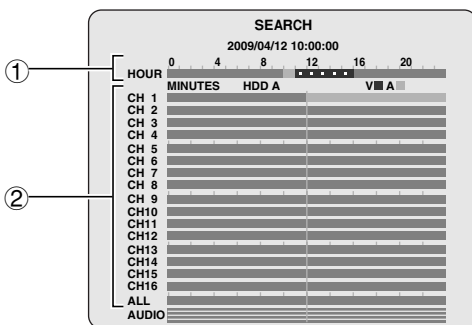 SEARCH
2009/04/12 10:00:00
0 4 8 12 16 20
① HOUR
MINUTES HDD A V A
CH 1
CH 2
CH 3
CH 4
CH 5
CH 6
CH 7
② CH 8
CH 9
CH10
CH11
CH12
CH13
CH14
CH15
CH16
ALL
AUDIO